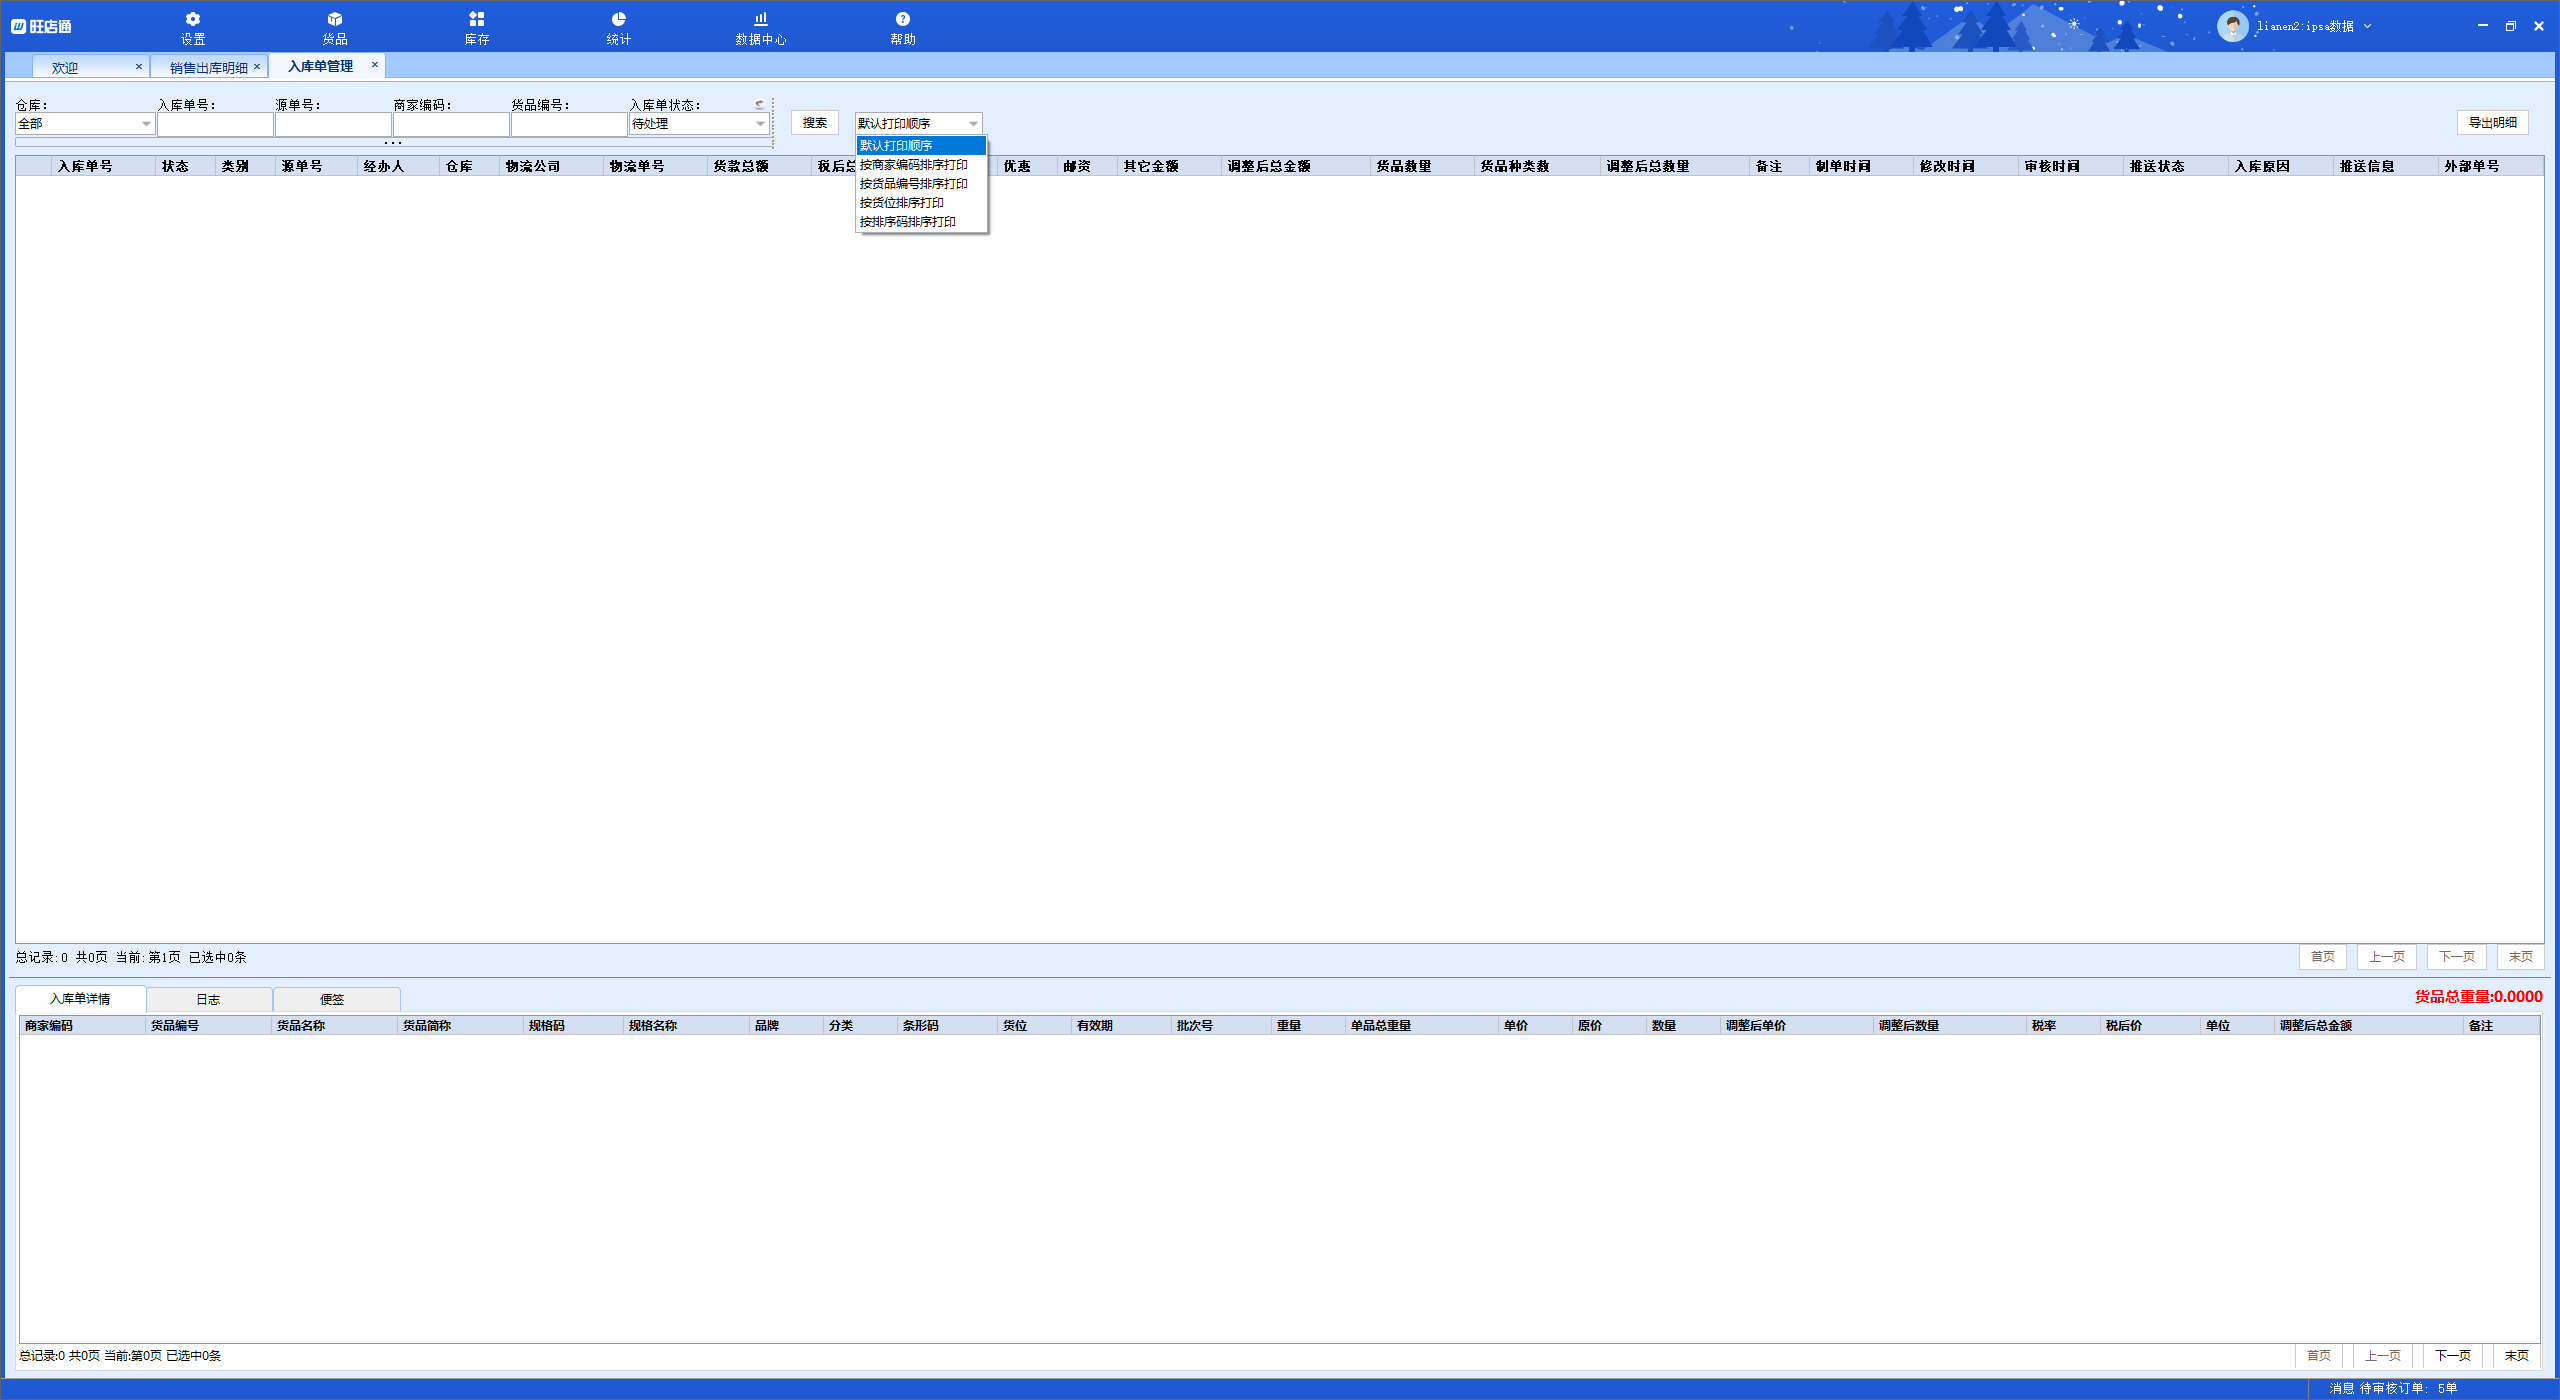 旺店通 设置 货品 库存 统计 数据中心 帮助 lianen2:ipsa数据
欢迎 销售出库明细 入库单管理
仓库: 入库单号: 源单号: 商家编码: 货品编号: 入库单状态:
全部 待处理 搜索 默认打印顺序 导出明细
...
默认打印顺序
按商家编码排序打印
按货品编号排序打印
按货位排序打印
按排序码排序打印
入库单号 状态 类别 源单号 经办人 仓库 物流公司 物流单号 货款总额 税后总 优惠 邮资 其它金额 调整后总金额 货品数量 货品种类数 调整后总数量 备注 制单时间 修改时间 审核时间 推送状态 入库原因 推送信息 外部单号
总记录:0 共0页 当前:第1页 已选中0条 首页 上一页 下一页 末页
入库单详情 日志 便签 货品总重量:0.0000
商家编码 货品编号 货品名称 货品简称 规格码 规格名称 品牌 分类 条形码 货位 有效期 批次号 重量 单品总重量 单价 原价 数量 调整后单价 调整后数量 税率 税后价 单位 调整后总金额 备注
总记录:0 共0页 当前:第0页 已选中0条 首页 上一页 下一页 末页
消息 待审核订单: 5单